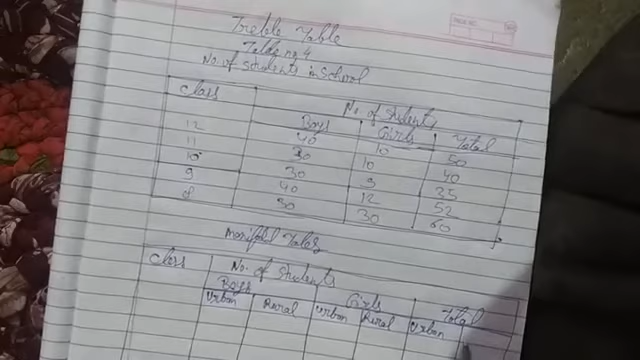 Treble Table
Table no 4
No. of students in School
Class No. of students
Boys Girls Total
12 40 10 50
11 30 10 40
10 30 9 25
9 40 12 52
8 30 30 60
Manifold Table
Class No. of Students
Boys Girls Total
Urban Rural Urban Rural Urban